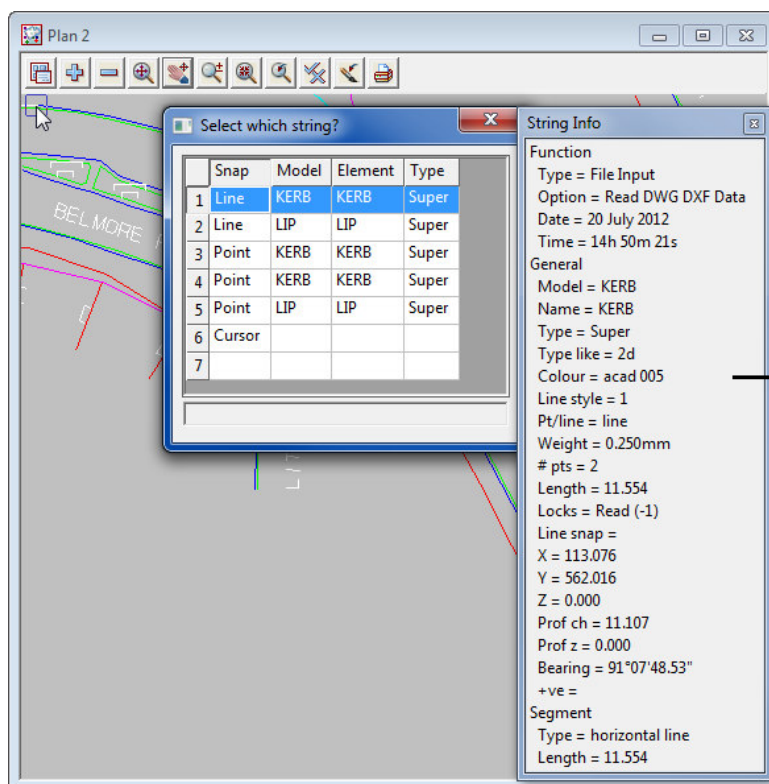 Plan 2
BELMORE
Select which string?
Snap Model Element Type
1 Line KERB KERB Super
2 Line LIP LIP Super
3 Point KERB KERB Super
4 Point KERB KERB Super
5 Point LIP LIP Super
6 Cursor
7
String Info
Function
Type = File Input
Option = Read DWG DXF Data
Date = 20 July 2012
Time = 14h 50m 21s
General
Model = KERB
Name = KERB
Type = Super
Type like = 2d
Colour = acad 005
Line style = 1
Pt/line = line
Weight = 0.250mm
# pts = 2
Length = 11.554
Locks = Read (-1)
Line snap =
X = 113.076
Y = 562.016
Z = 0.000
Prof ch = 11.107
Prof z = 0.000
Bearing = 91°07'48.53"
+ve =
Segment
Type = horizontal line
Length = 11.554